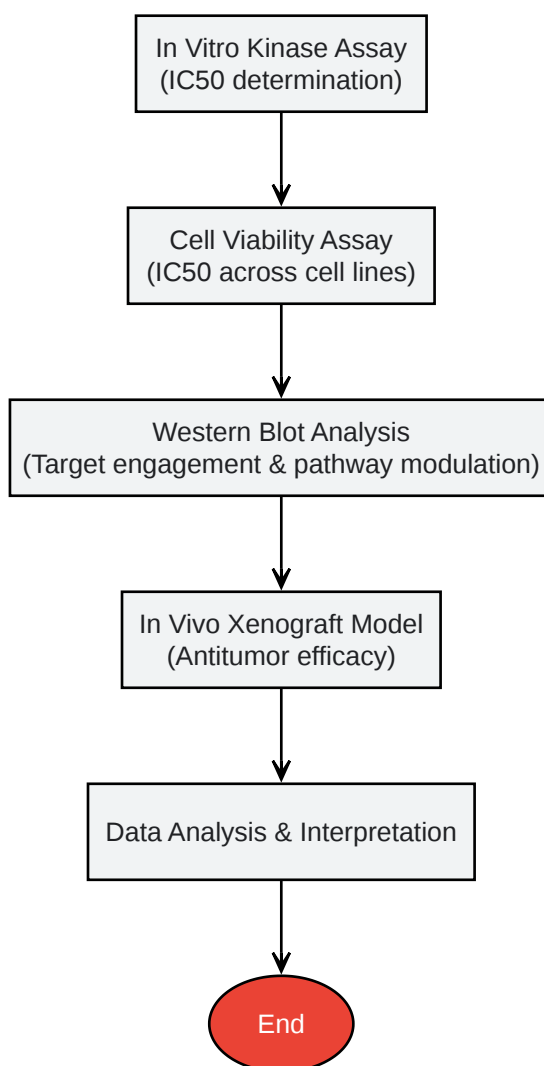 In Vitro Kinase Assay
(IC50 determination)
Cell Viability Assay
(IC50 across cell lines)
Western Blot Analysis
(Target engagement & pathway modulation)
In Vivo Xenograft Model
(Antitumor efficacy)
Data Analysis & Interpretation
End